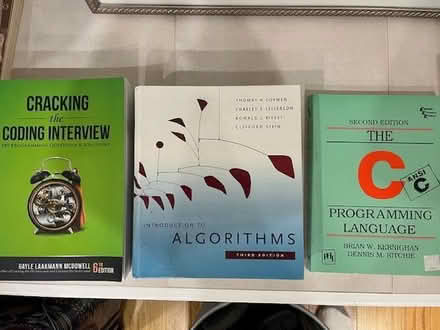 CRACKING
the
CODING INTERVIEW
189 PROGRAMMING QUESTIONS & SOLUTIONS
GAYLE LAAKMANN MCDOWELL
6TH
EDITION
THOMAS H. CORMEN
CHARLES E. LEISERSON
RONALD L. RIVEST
CLIFFORD STEIN
INTRODUCTION TO
ALGORITHMS
THIRD EDITION
SECOND EDITION
THE
C
ANSI
C
PROGRAMMING
LANGUAGE
BRIAN W. KERNIGHAN
DENNIS M. RITCHIE